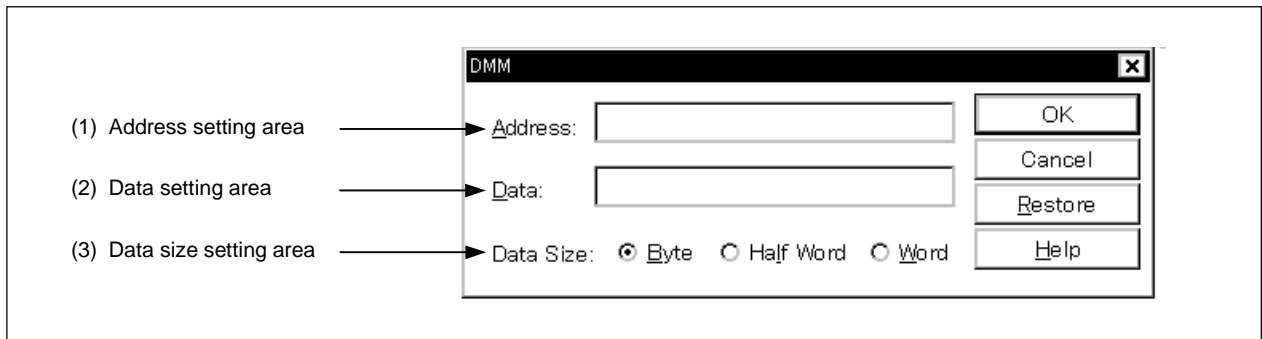 DMM
(1) Address setting area
Address:
OK
Cancel
(2) Data setting area
Data:
Restore
(3) Data size setting area
Data Size: Byte Half Word Word
Help